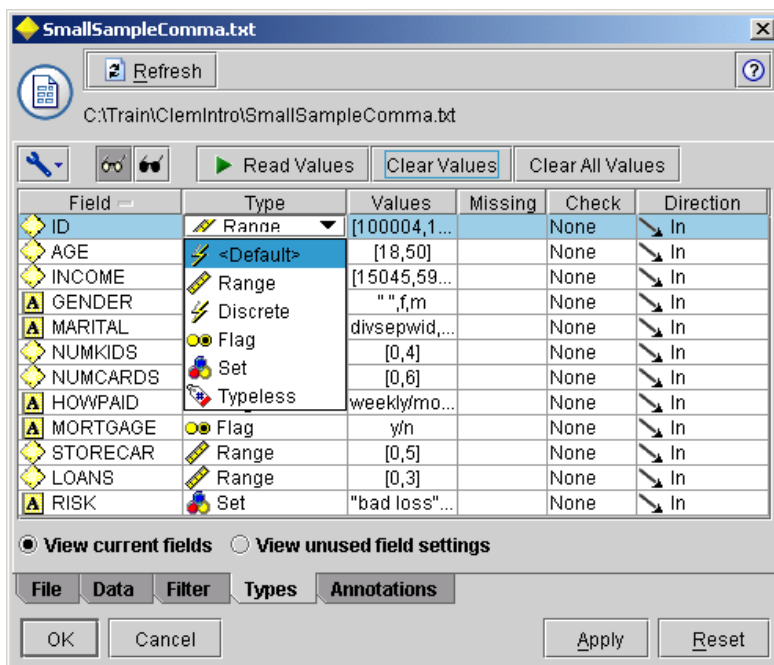 SmallSampleComma.txt
Refresh
C:\Train\ClemIntro\SmallSampleComma.txt
Read Values Clear Values Clear All Values
Field Type Values Missing Check Direction
ID Range [100004,1... None In
AGE [18,50] None In
INCOME [15045,59... None In
GENDER " ",f,m None In
MARITAL divsepwid,... None In
NUMKIDS [0,4] None In
NUMCARDS [0,6] None In
HOWPAID weekly/mo... None In
MORTGAGE Flag y/n None In
STORECAR Range [0,5] None In
LOANS Range [0,3] None In
RISK Set "bad loss"... None In
<Default>
Range
Discrete
Flag
Set
Typeless
View current fields View unused field settings
File Data Filter Types Annotations
OK Cancel Apply Reset